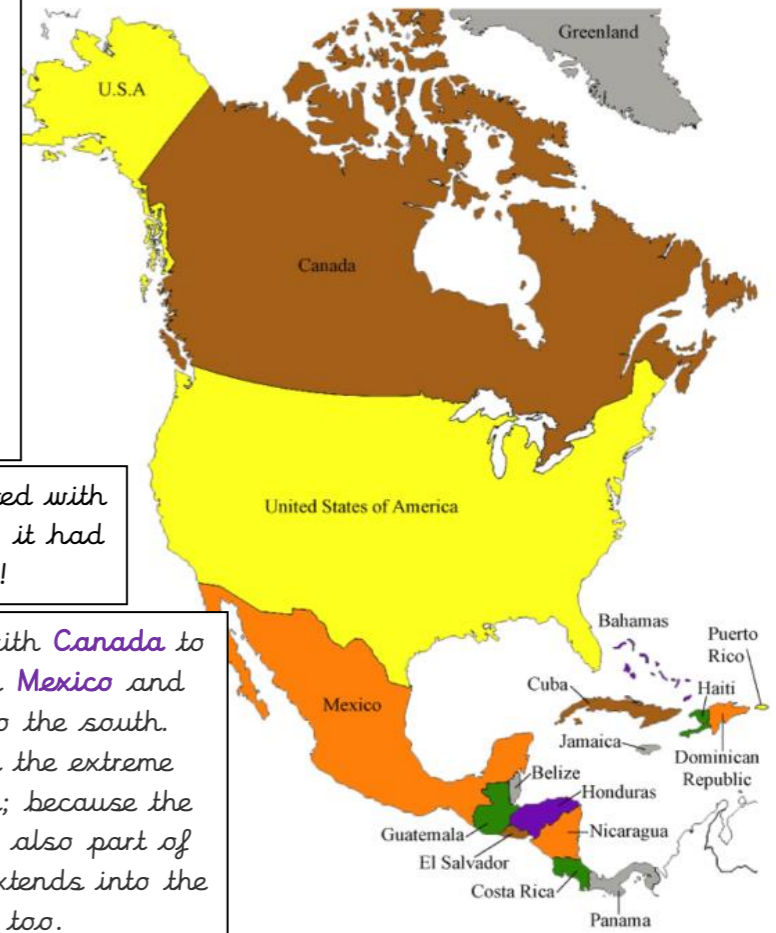 Greenland
U.S.A
Canada
United States of America
Bahamas
Puerto
Rico
Cuba
Haiti
Mexico
Jamaica
Dominican
Republic
Belize
Honduras
Guatemala
Nicaragua
El Salvador
Costa Rica
Panama
ed with
it had
!
ith Canada to
Mexico and
o the south.
the extreme
; because the
also part of
xtends into the
too.